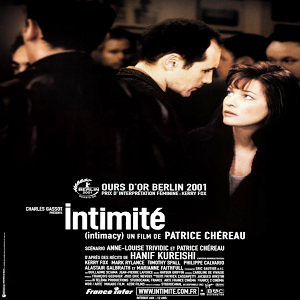 BERLIN
2001
OURS D'OR BERLIN 2001
PRIX D'INTERPRÉTATION FÉMININE : KERRY FOX
CHARLES GASSOT
PRÉSENTE
intimité
(intimacy) UN FILM DE PATRICE CHÉREAU
SCÉNARIO ANNE-LOUISE TRIVIDIC ET PATRICE CHÉREAU
D'APRÈS DES RÉCITS DE HANIF KUREISHI
KERRY FOX MARK RYLANCE TIMOTHY SPALL PHILIPPE CALVARIO
ALASTAIR GALBRAITH ET MARIANNE FAITHFULL
france inter
WWW.INTIMITE.COM